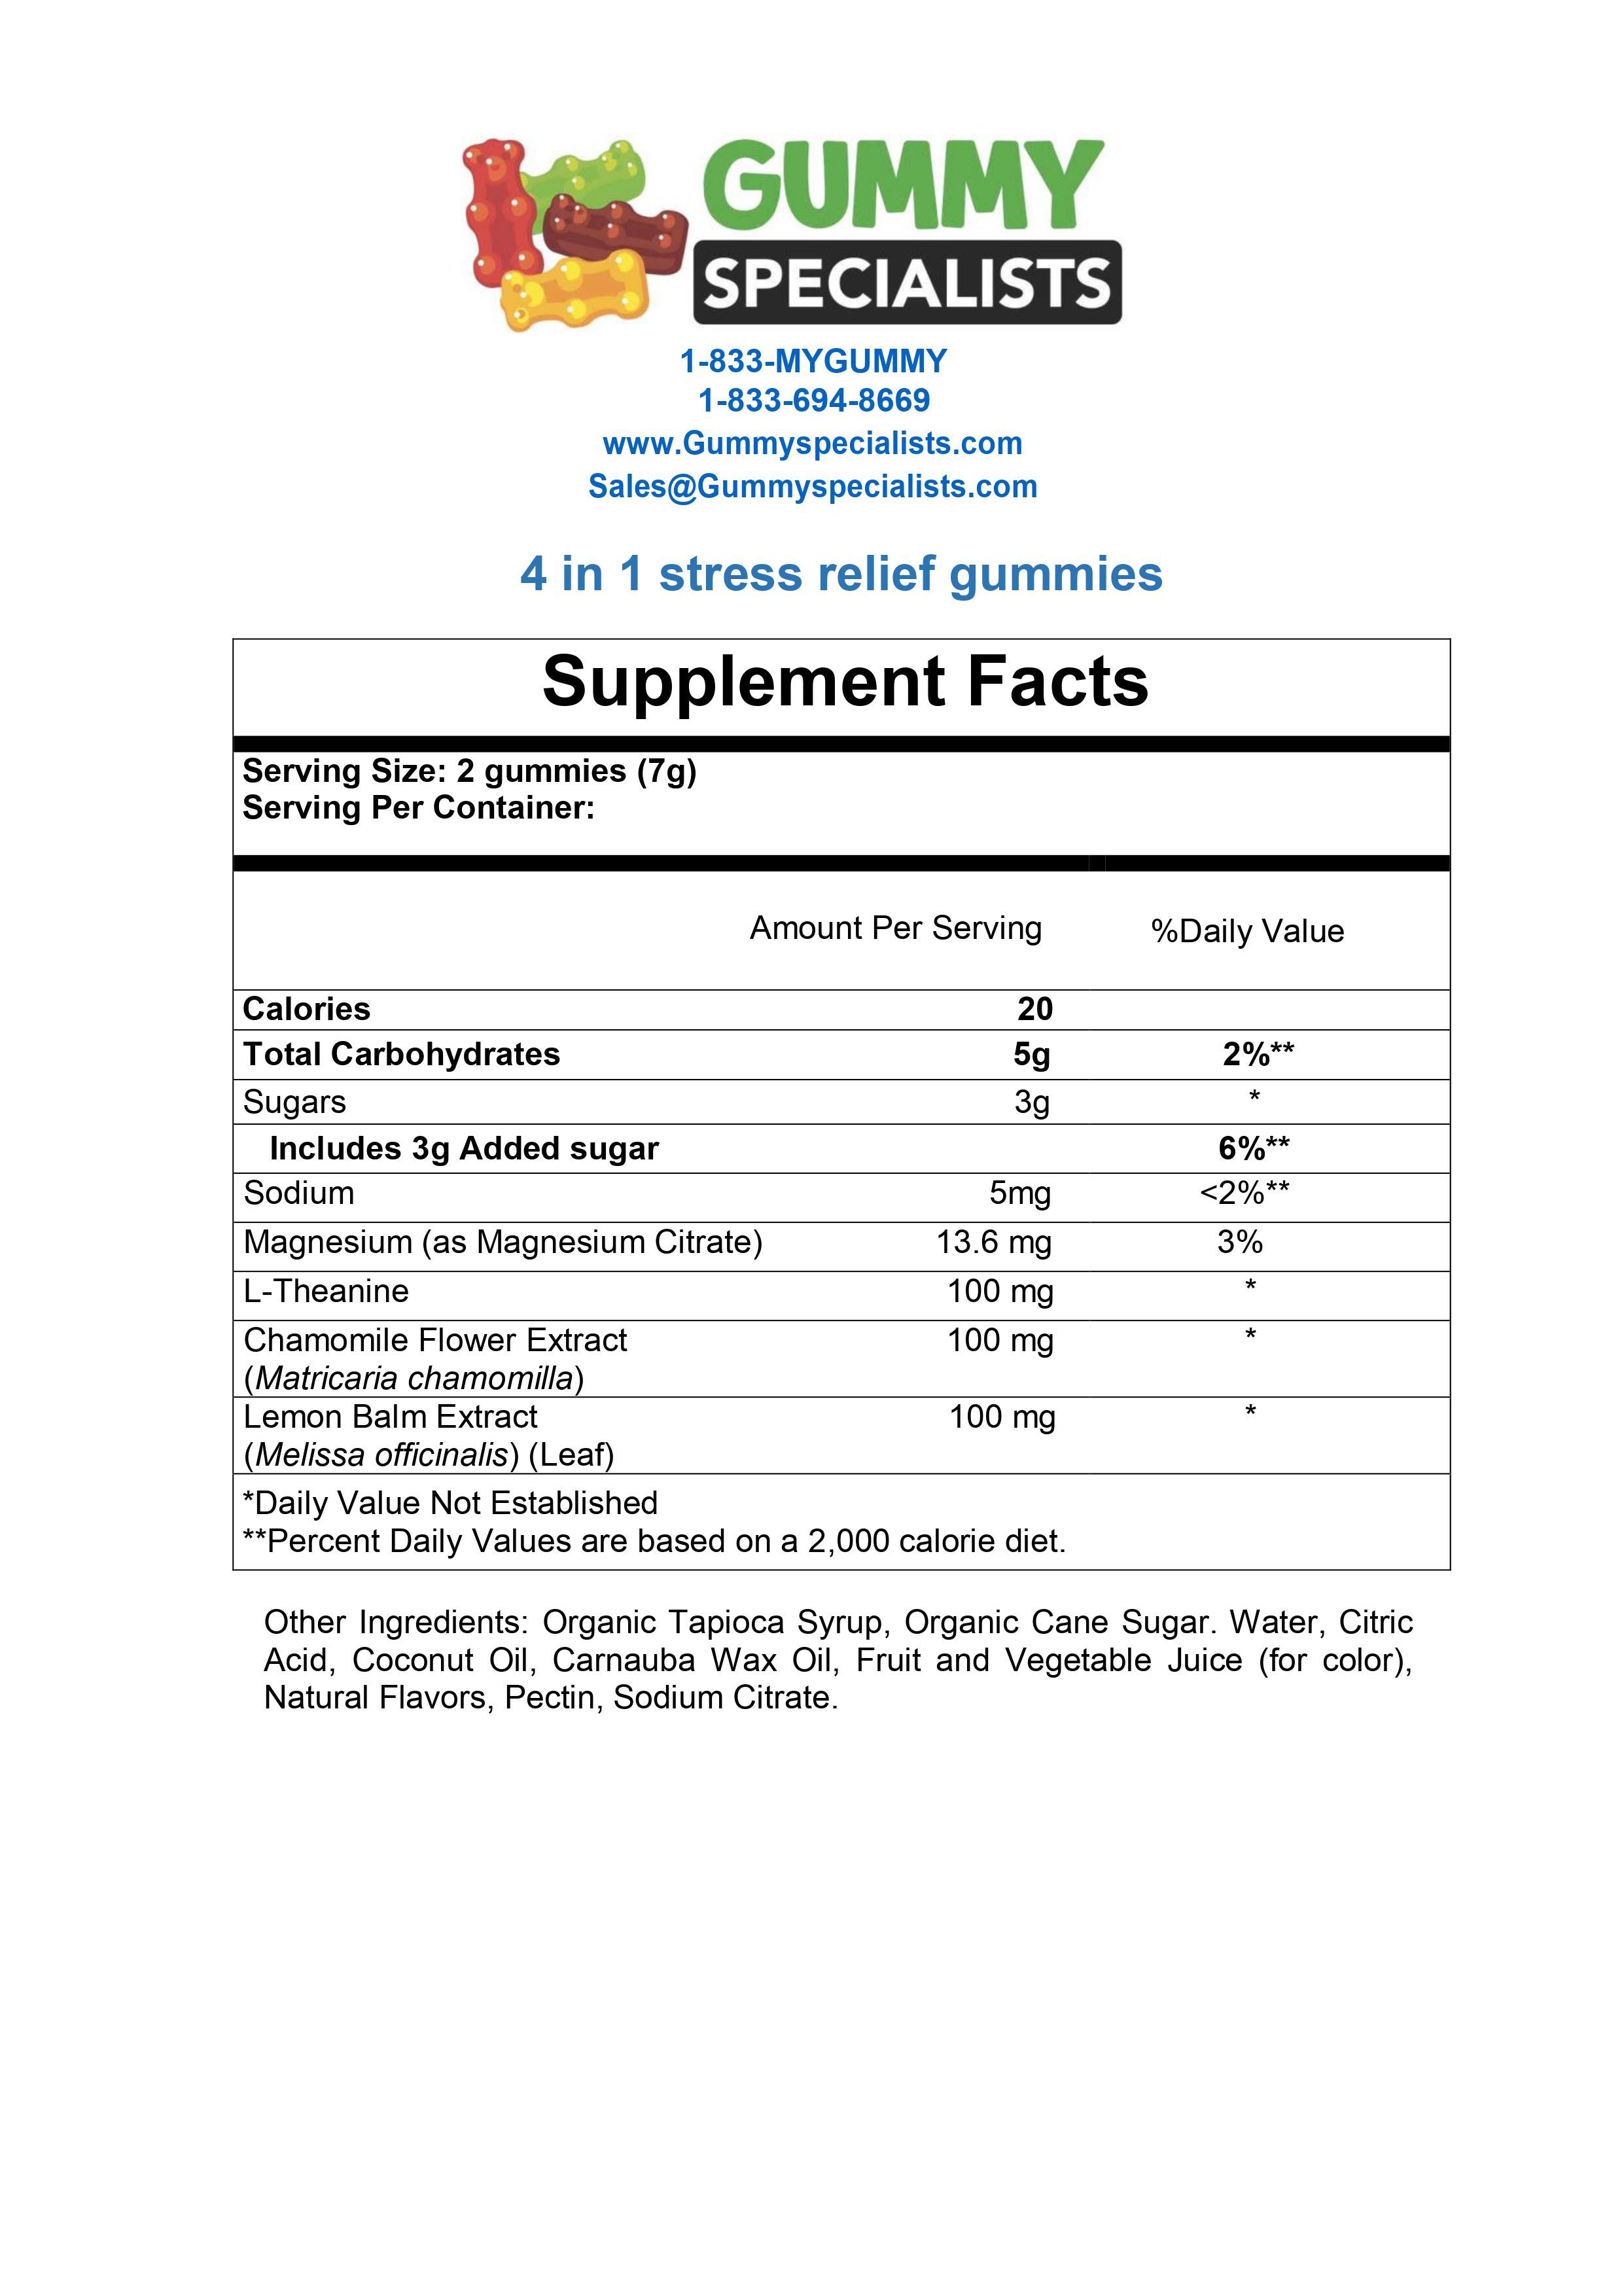 GUMMY
SPECIALISTS
1-833-MYGUMMY
1-833-694-8669
www.Gummyspecialists.com
Sales@Gummyspecialists.com
4 in 1 stress relief gummies
Supplement Facts
Serving Size: 2 gummies (7g)
Serving Per Container:
Amount Per Serving %Daily Value
Calories 20
Total Carbohydrates 5g 2%**
Sugars 3g *
Includes 3g Added sugar 6%**
Sodium 5mg <2%**
Magnesium (as Magnesium Citrate) 13.6 mg 3%
L-Theanine 100 mg *
Chamomile Flower Extract 100 mg *
(Matricaria chamomilla)
Lemon Balm Extract 100 mg *
(Melissa officinalis) (Leaf)
*Daily Value Not Established
**Percent Daily Values are based on a 2,000 calorie diet.
Other Ingredients: Organic Tapioca Syrup, Organic Cane Sugar. Water, Citric
Acid, Coconut Oil, Carnauba Wax Oil, Fruit and Vegetable Juice (for color),
Natural Flavors, Pectin, Sodium Citrate.